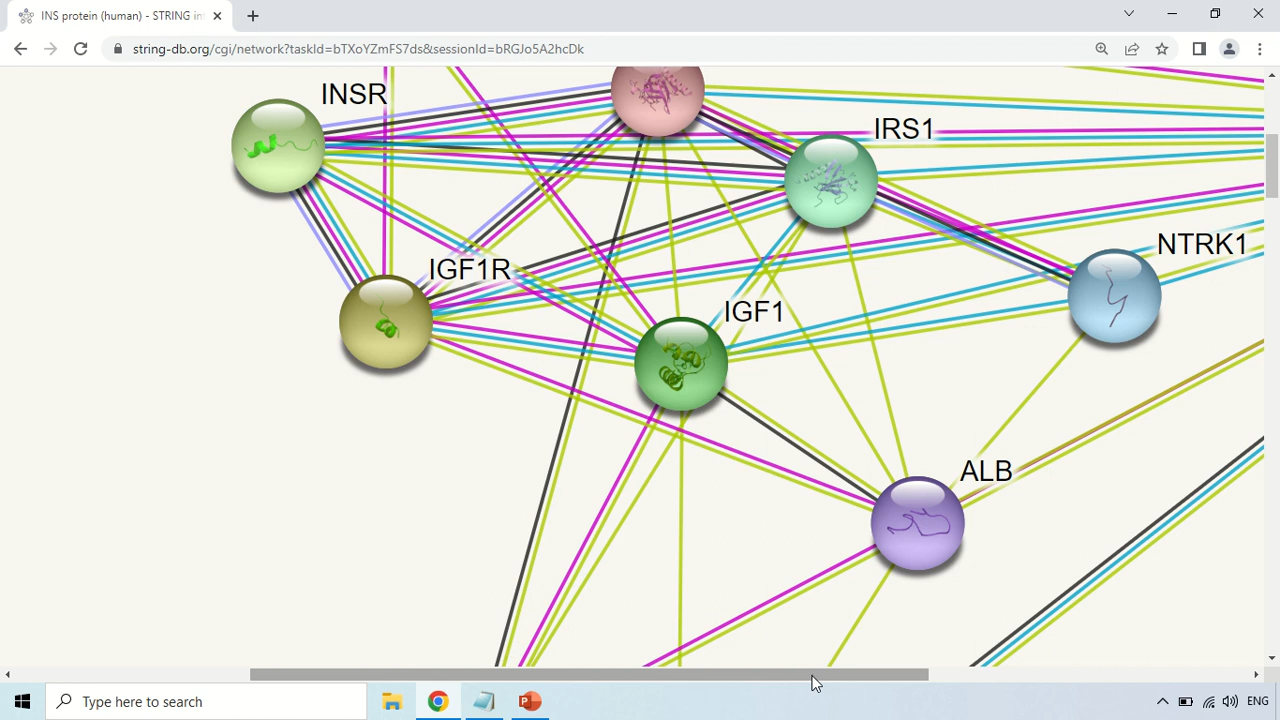 INS protein (human) - STRING in
string-db.org/cgi/network?taskId=bTXoYZmFS7ds&sessionId=bRGJo5A2hcDk
INSR
IRS1
NTRK1
IGF1R
IGF1
ALB
Type here to search
ENG